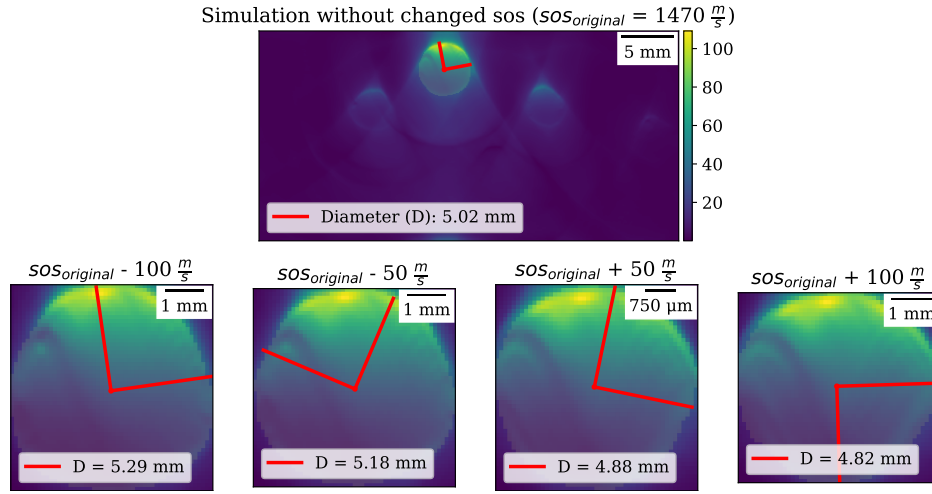 Simulation without changed sos (sos_original = 1470 m/s)
5 mm
100
80
60
40
20
Diameter (D): 5.02 mm
sos_original - 100 m/s
sos_original - 50 m/s
sos_original + 50 m/s
sos_original + 100 m/s
1 mm
1 mm
750 µm
1 mm
D = 5.29 mm
D = 5.18 mm
D = 4.88 mm
D = 4.82 mm